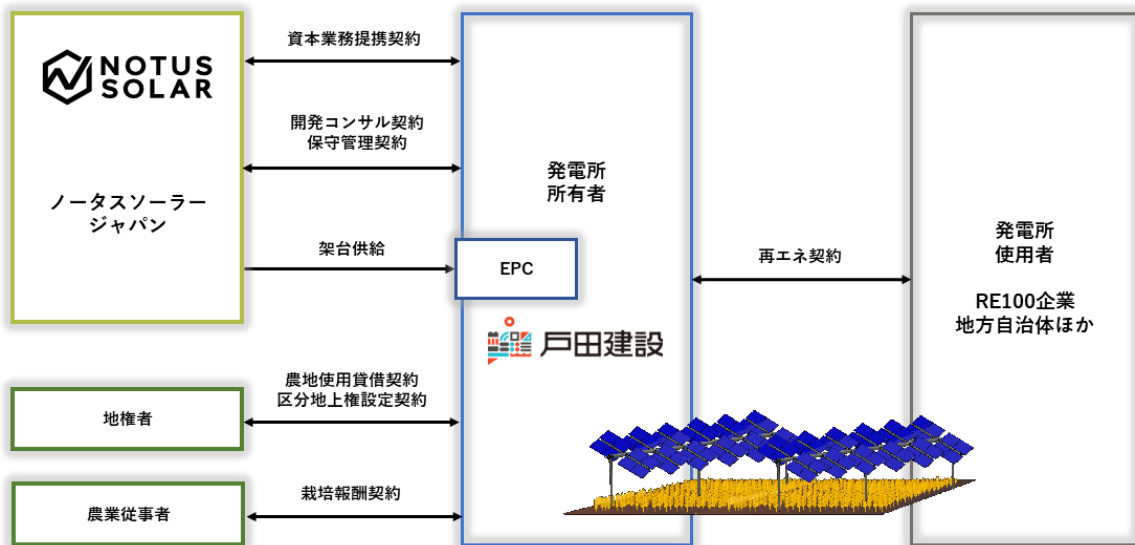 NOTUS
SOLAR
ノータスソーラー
ジャパン
資本業務提携契約
開発コンサル契約
保守管理契約
架台供給
EPC
発電所
所有者
戸田建設
再エネ契約
発電所
使用者
RE100企業
地方自治体ほか
地権者
農地使用貸借契約
区分地上権設定契約
農業従事者
栽培報酬契約